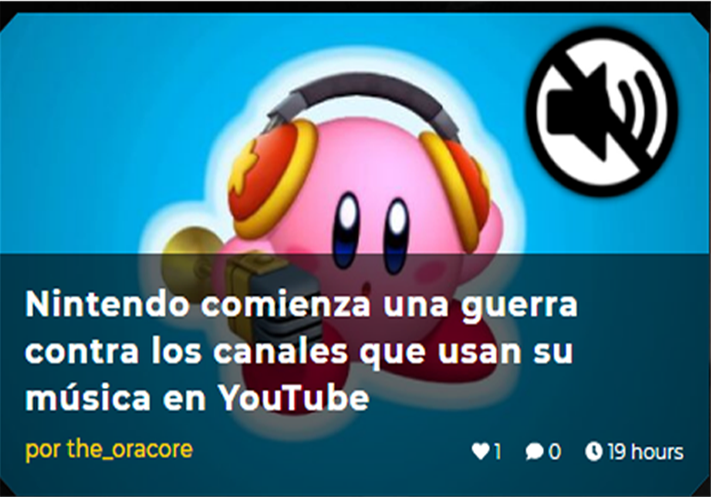 Nintendo comienza una guerra
contra los canales que usan su
música en YouTube
por the_oracore
1 0 19 hours